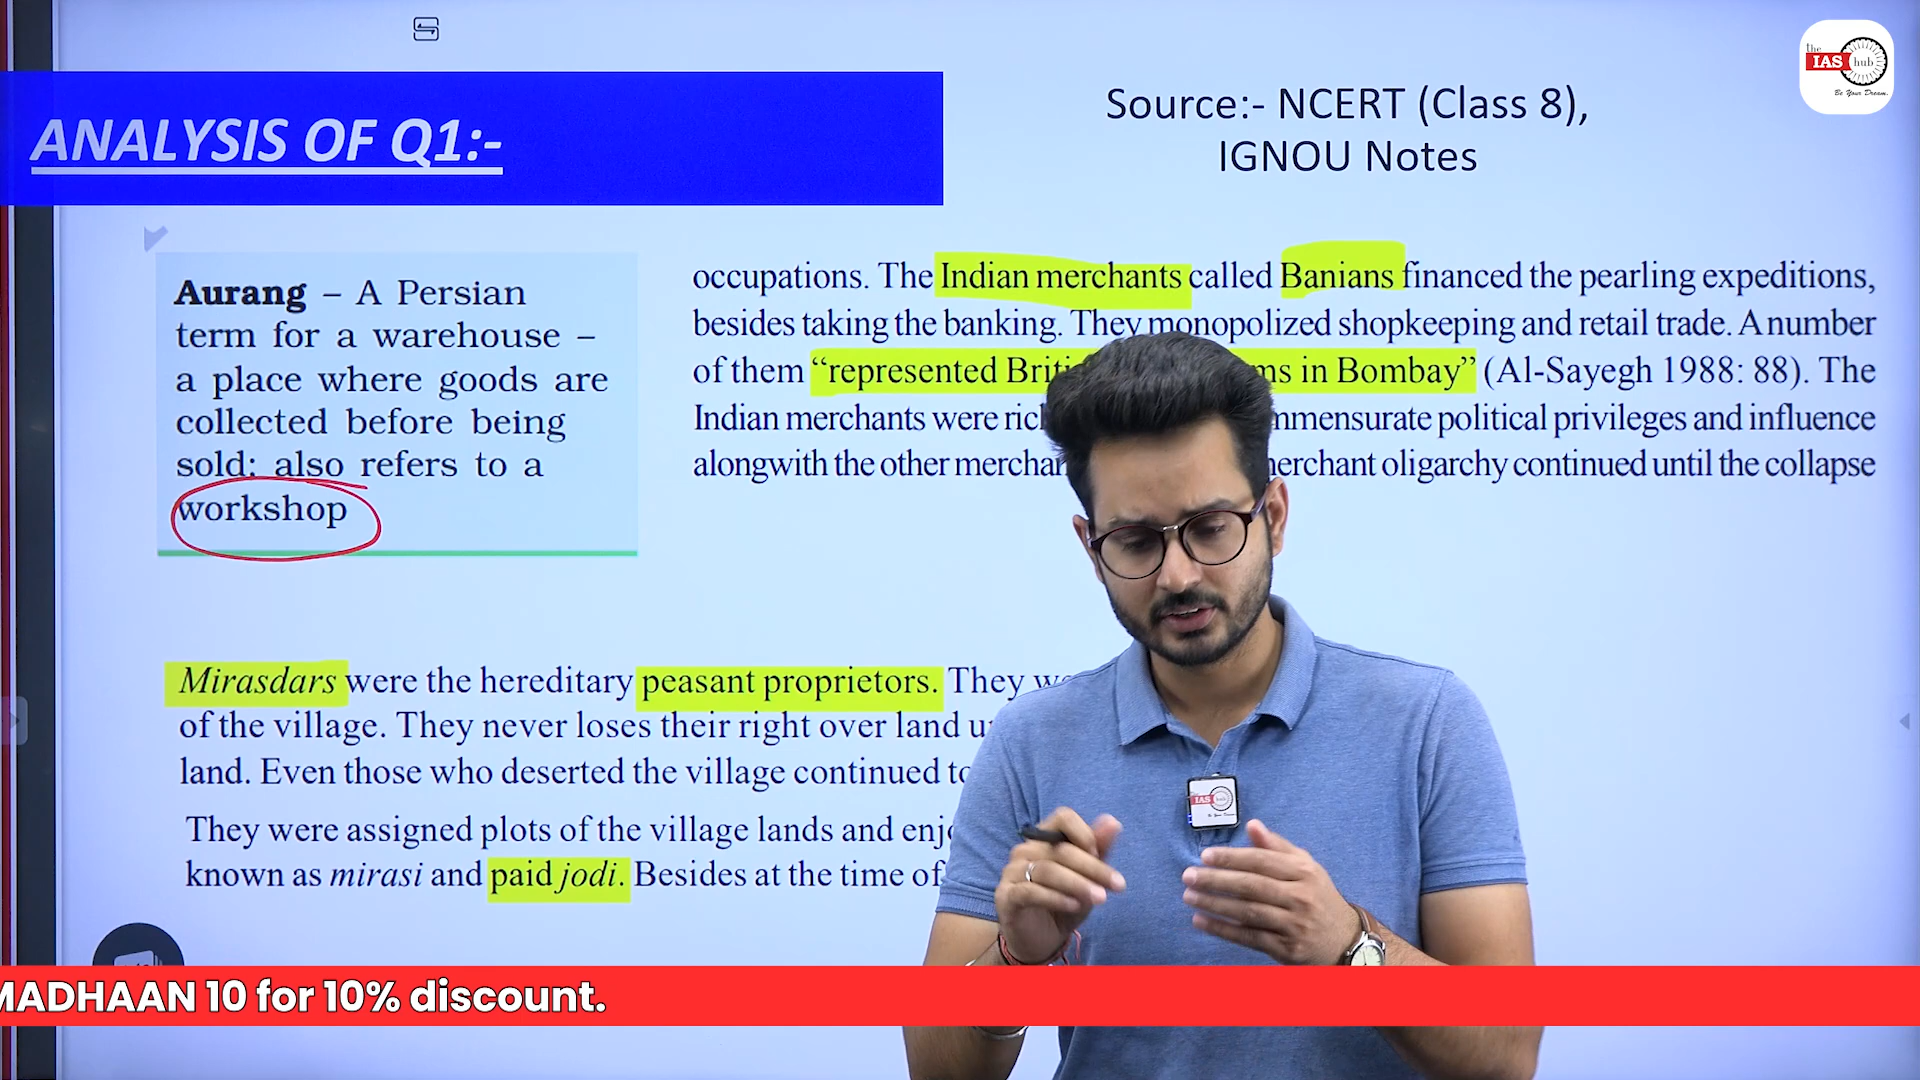 the
IAS hub
Be Your Dream.
ANALYSIS OF Q1:-
Source:- NCERT (Class 8),
IGNOU Notes
Aurang – A Persian
term for a warehouse –
a place where goods are
collected before being
sold; also refers to a
workshop
occupations. The Indian merchants called Banians financed the pearling expeditions,
besides taking the banking. They monopolized shopkeeping and retail trade. A number
of them “represented in Bombay” (Al-Sayegh 1988: 88). The
Indian merchants were political privileges and influence
alongwith the other oligarchy continued until the collapse
Mirasdars were the hereditary peasant proprietors. They
of the village. They never loses their right over land
land. Even those who deserted the village continued
They were assigned plots of the village lands and
known as mirasi and paid jodi. Besides at the time of
IAS
MADHAAN 10 for 10% discount.